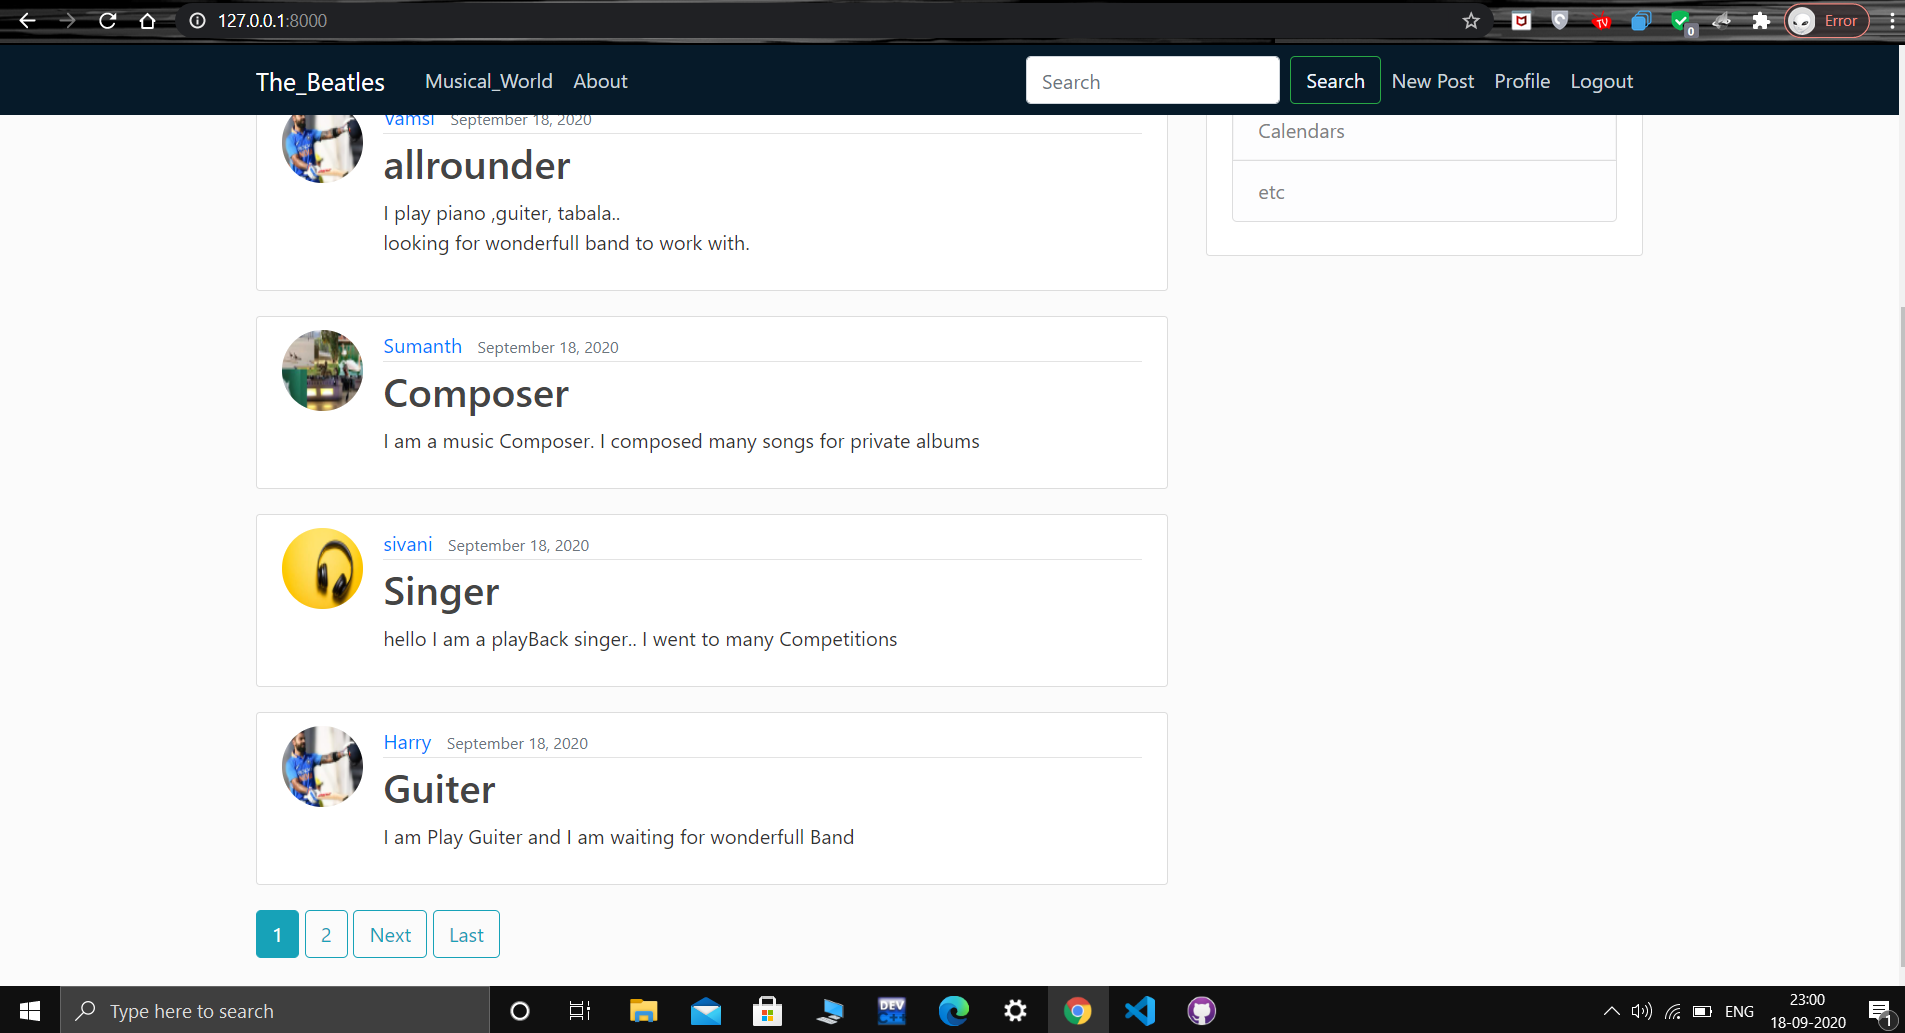 127.0.0.1:8000
Error
0
The_Beatles Musical_World About Search Search New Post Profile Logout
Vamsi September 18, 2020
allrounder
I play piano ,guiter, tabala..
looking for wonderfull band to work with.
Calendars
etc
Sumanth September 18, 2020
Composer
I am a music Composer. I composed many songs for private albums
sivani September 18, 2020
Singer
hello I am a playBack singer.. I went to many Competitions
Harry September 18, 2020
Guiter
I am Play Guiter and I am waiting for wonderfull Band
1 2 Next Last
Type here to search
DEV
C++
ENG
23:00
18-09-2020
1
TV